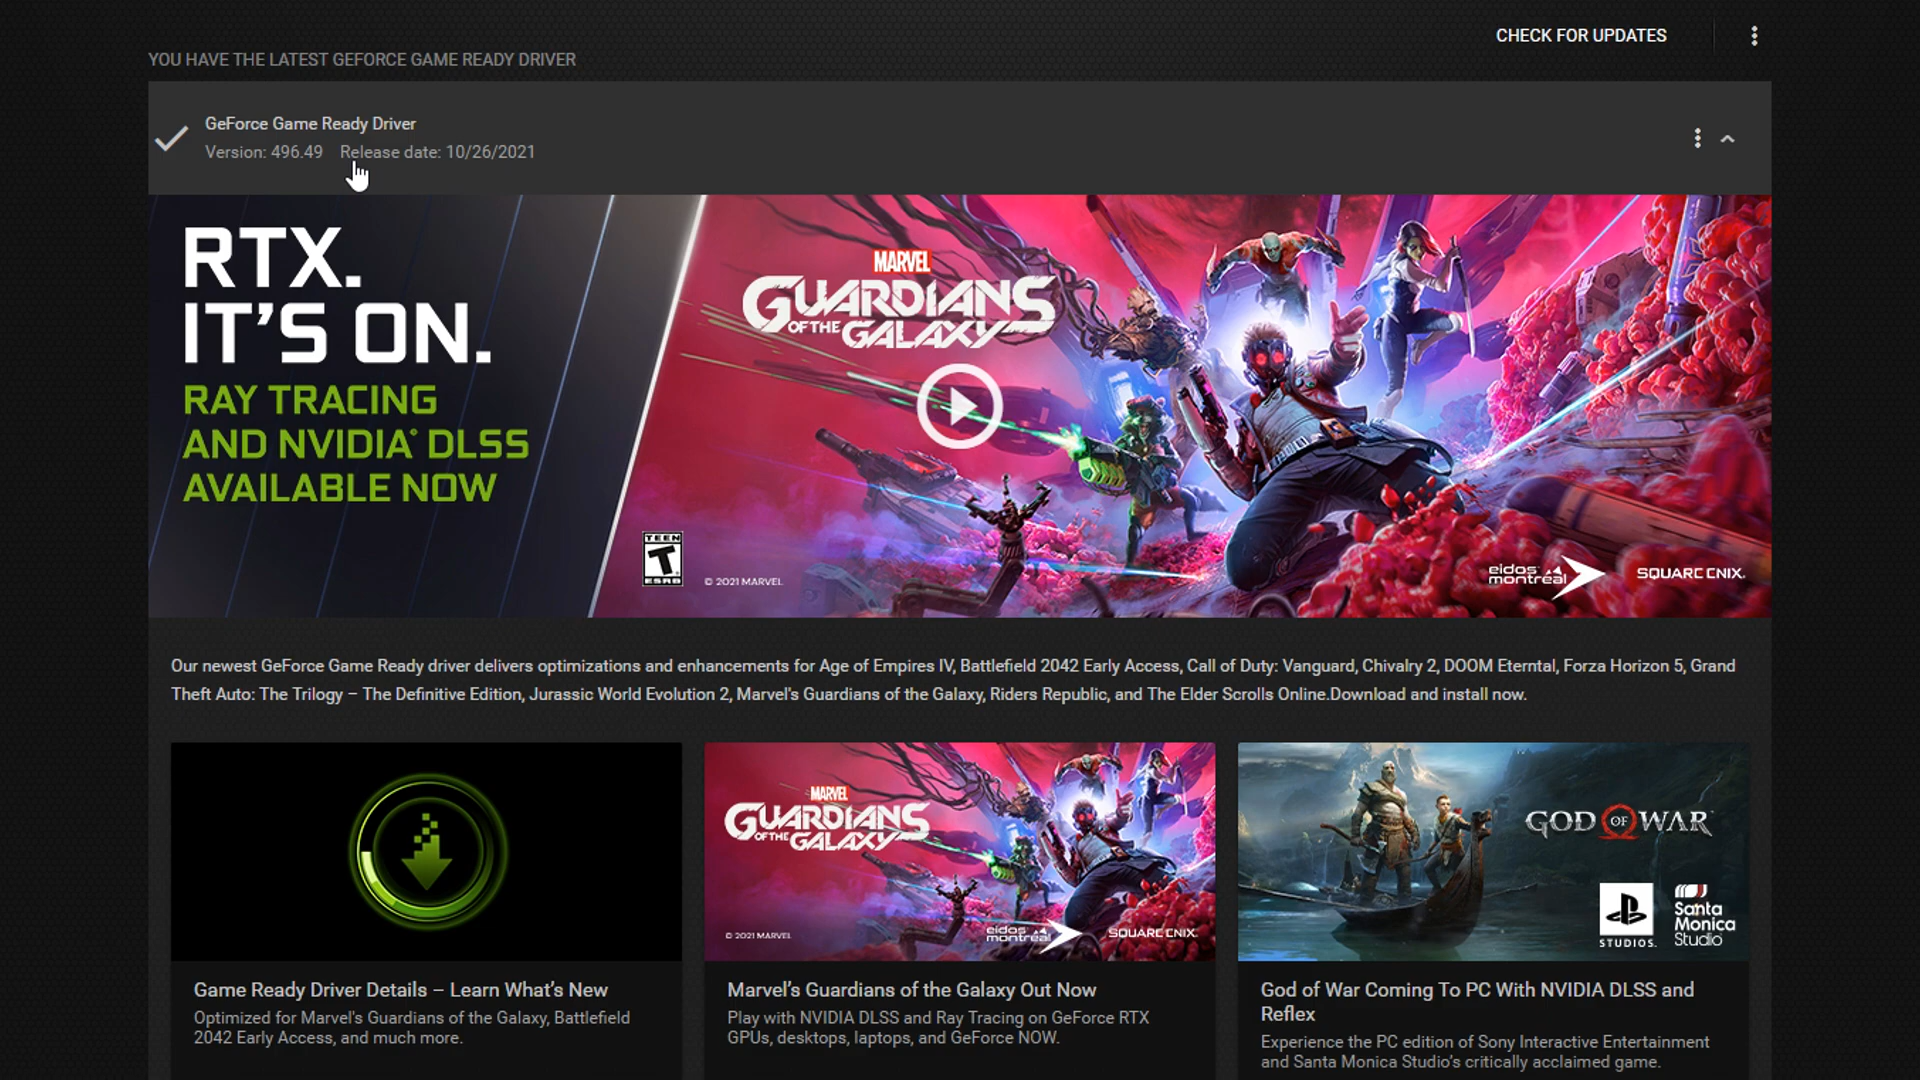 CHECK FOR UPDATES
YOU HAVE THE LATEST GEFORCE GAME READY DRIVER
GeForce Game Ready Driver
Version: 496.49 Release date: 10/26/2021
RTX.
IT'S ON.
RAY TRACING
AND NVIDIA® DLSS
AVAILABLE NOW
MARVEL
GUARDIANS
OF THE GALAXY
TEEN
T
ESRB
© 2021 MARVEL
eidos montréal
SQUARE ENIX.
Our newest GeForce Game Ready driver delivers optimizations and enhancements for Age of Empires IV, Battlefield 2042 Early Access, Call of Duty: Vanguard, Chivalry 2, DOOM Eterntal, Forza Horizon 5, Grand
Theft Auto: The Trilogy – The Definitive Edition, Jurassic World Evolution 2, Marvel's Guardians of the Galaxy, Riders Republic, and The Elder Scrolls Online.Download and install now.
MARVEL
GUARDIANS
OF THE GALAXY
© 2021 MARVEL
eidos montréal
SQUARE ENIX.
GOD OF WAR
STUDIOS.
Santa
Monica
Studio
Game Ready Driver Details – Learn What's New
Optimized for Marvel's Guardians of the Galaxy, Battlefield
2042 Early Access, and much more.
Marvel's Guardians of the Galaxy Out Now
Play with NVIDIA DLSS and Ray Tracing on GeForce RTX
GPUs, desktops, laptops, and GeForce NOW.
God of War Coming To PC With NVIDIA DLSS and
Reflex
Experience the PC edition of Sony Interactive Entertainment
and Santa Monica Studio's critically acclaimed game.